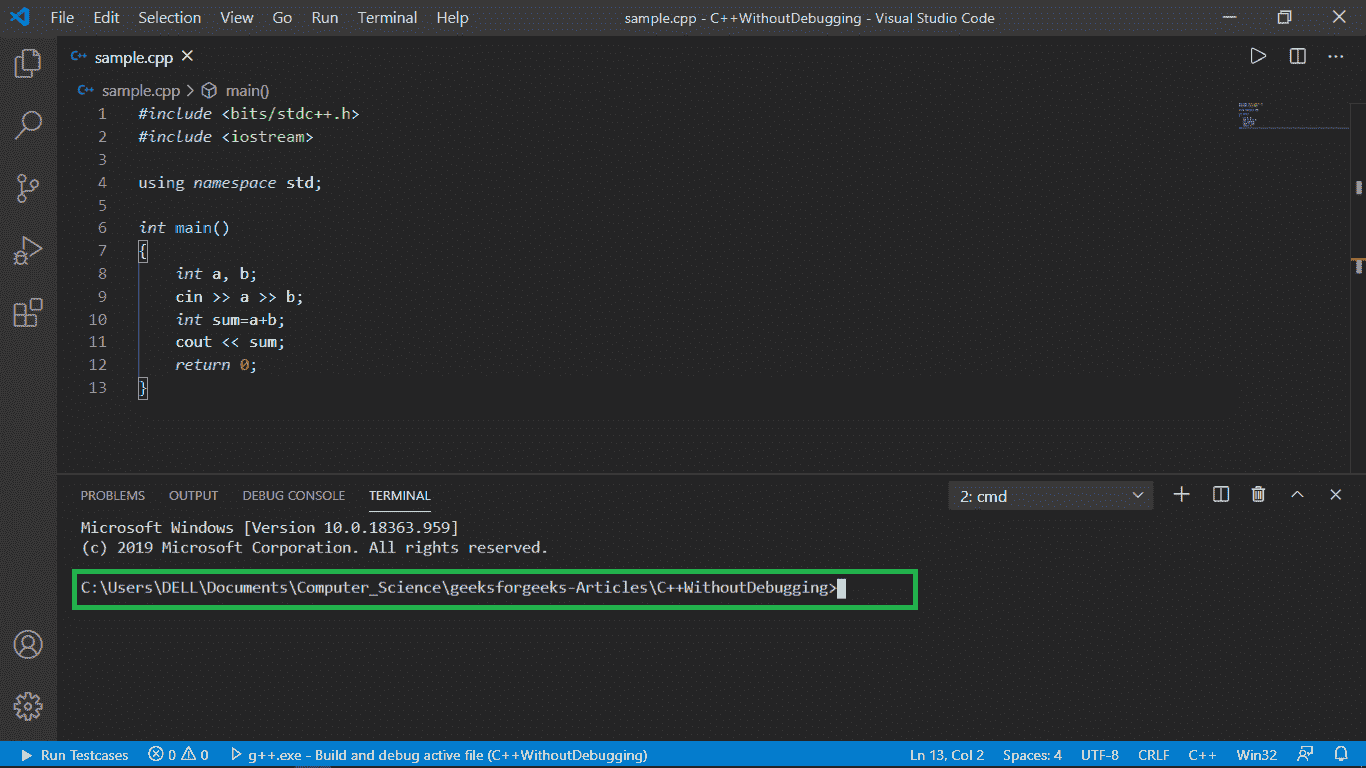 File Edit Selection View Go Run Terminal Help sample.cpp - C++WithoutDebugging - Visual Studio Code
C++ sample.cpp
C++ sample.cpp > main()
1 #include <bits/stdc++.h>
2 #include <iostream>
3
4 using namespace std;
5
6 int main()
7 {
8     int a, b;
9     cin >> a >> b;
10     int sum=a+b;
11     cout << sum;
12     return 0;
13 }
PROBLEMS OUTPUT DEBUG CONSOLE TERMINAL 2: cmd
Microsoft Windows [Version 10.0.18363.959]
(c) 2019 Microsoft Corporation. All rights reserved.
C:\Users\DELL\Documents\Computer_Science\geeksforgeeks-Articles\C++WithoutDebugging>
Run Testcases 0 0 g++.exe - Build and debug active file (C++WithoutDebugging) Ln 13, Col 2 Spaces: 4 UTF-8 CRLF C++ Win32